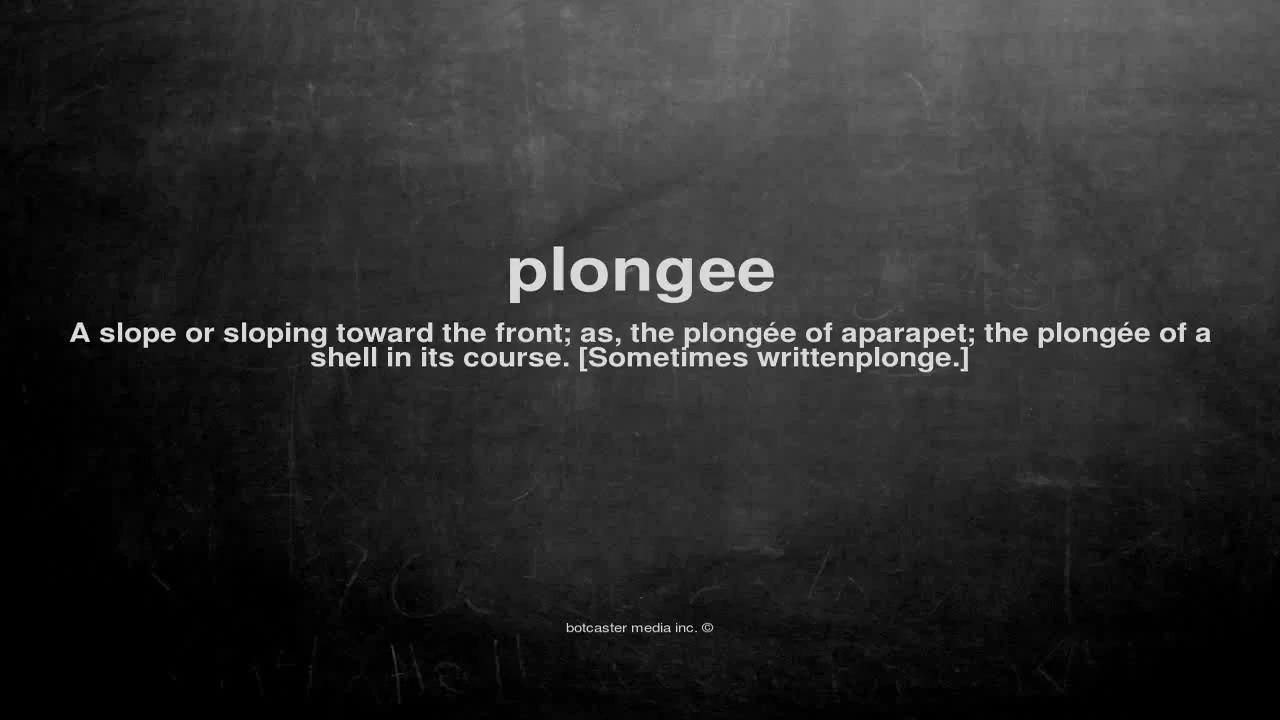 plongee
A slope or sloping toward the front; as, the plongée of aparapet; the plongée of a
shell in its course. [Sometimes writtenplonge.]
botcaster media inc. ©